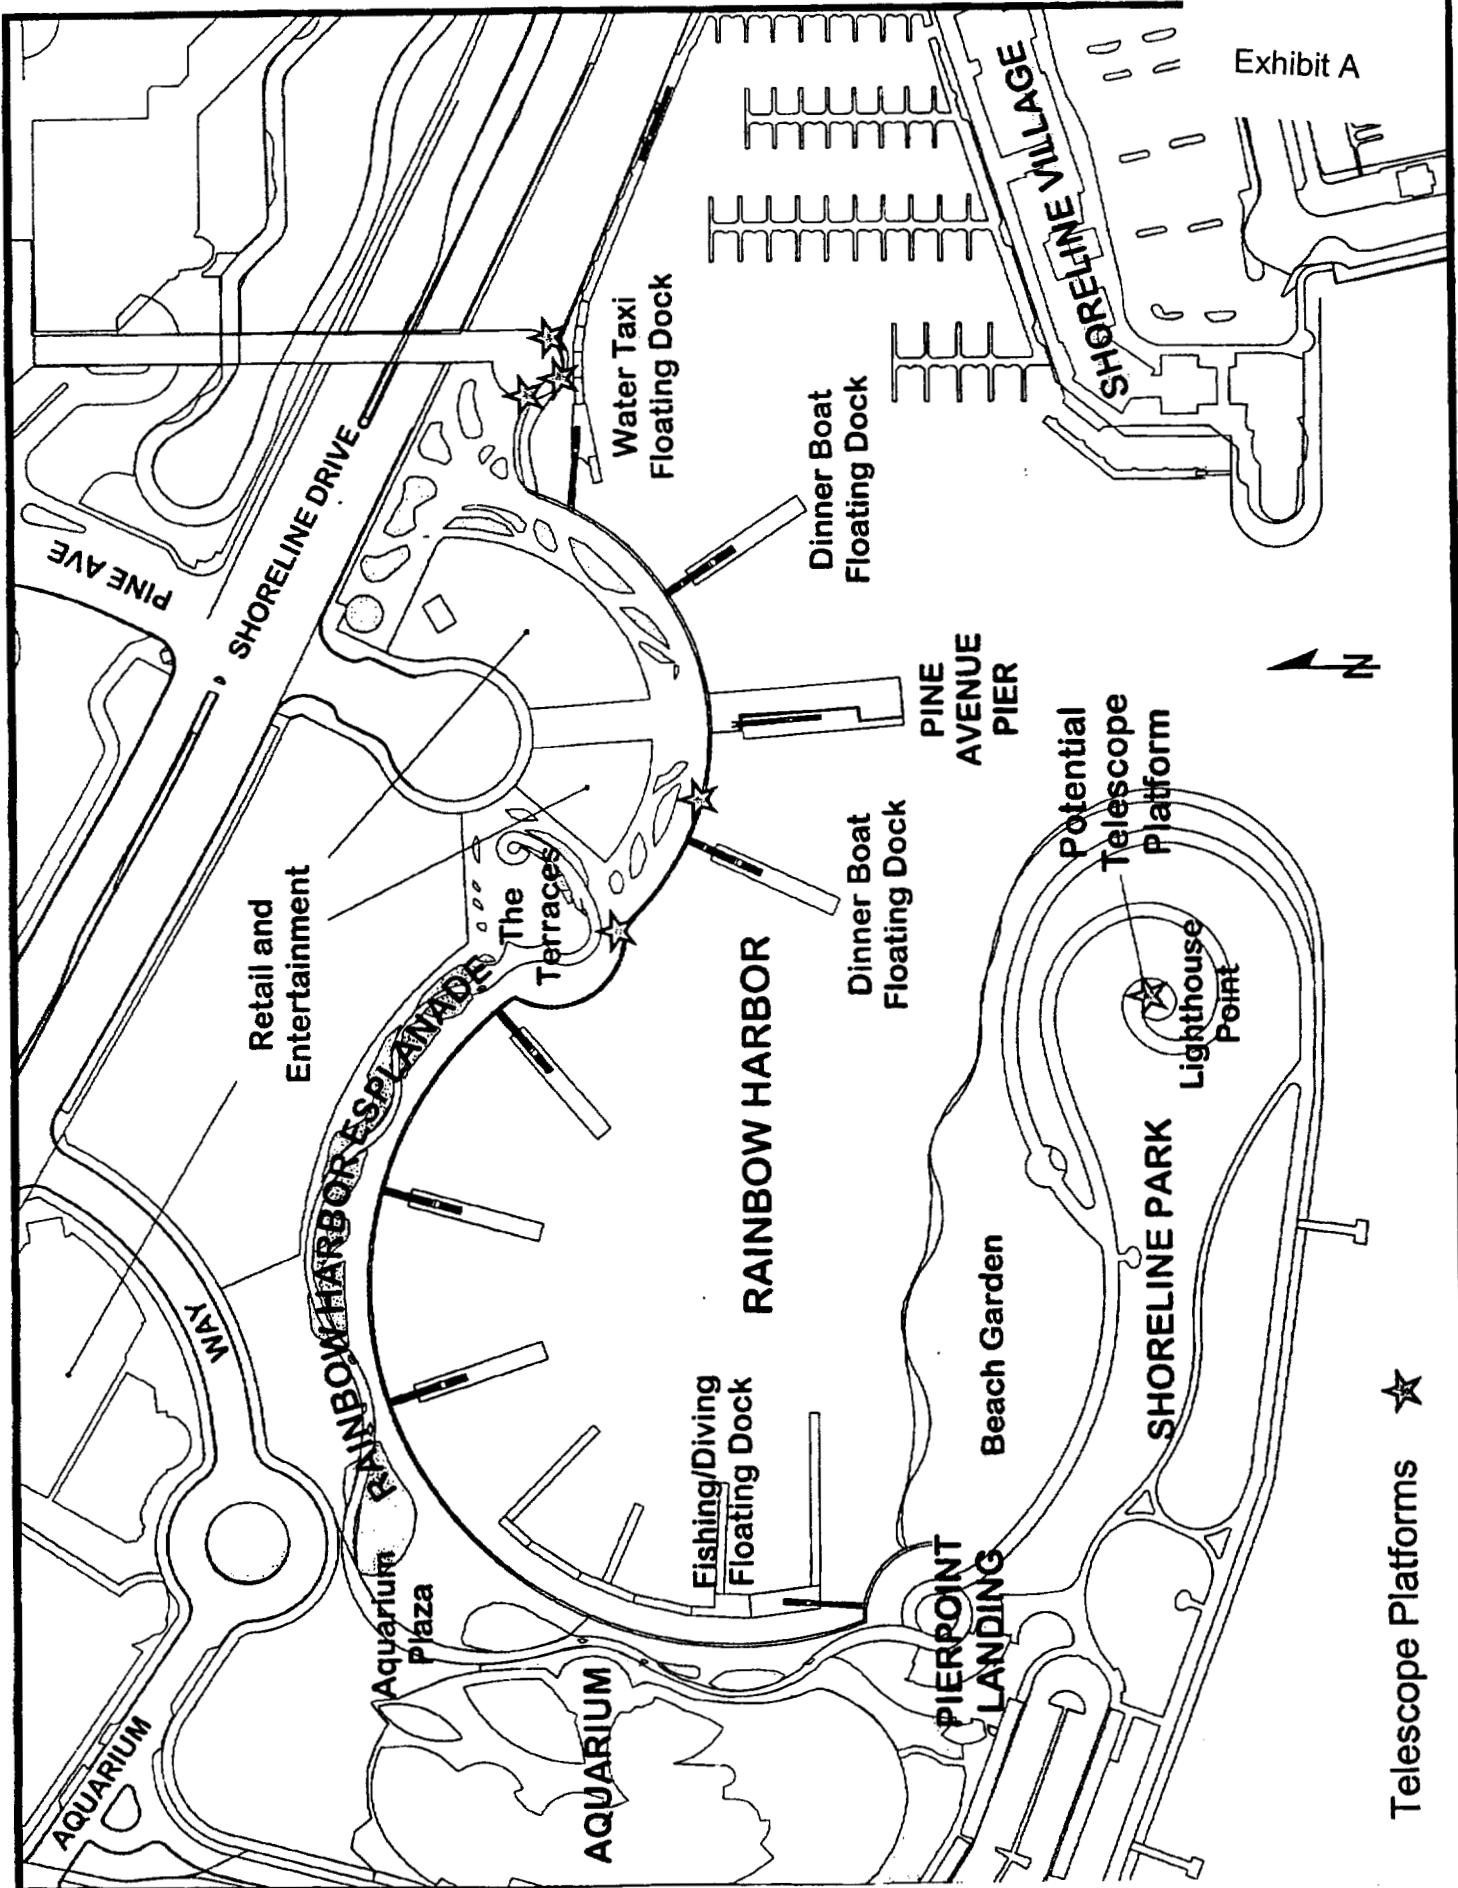 Exhibit A
SHORELINE VILLAGE
PINE AVE
SHORELINE DRIVE
Water Taxi
Floating Dock
Dinner Boat
Floating Dock
PINE
AVENUE
PIER
N
Potential
Telescope
Platform
Retail and
Entertainment
The
Terraces
Dinner Boat
Floating Dock
RAINBOW HARBOR ESPLANADE
RAINBOW HARBOR
Lighthouse
Point
SHORELINE PARK
Beach Garden
WAY
Fishing/Diving
Floating Dock
Aquarium
Plaza
PIERPOINT
LANDING
AQUARIUM
AQUARIUM
Telescope Platforms